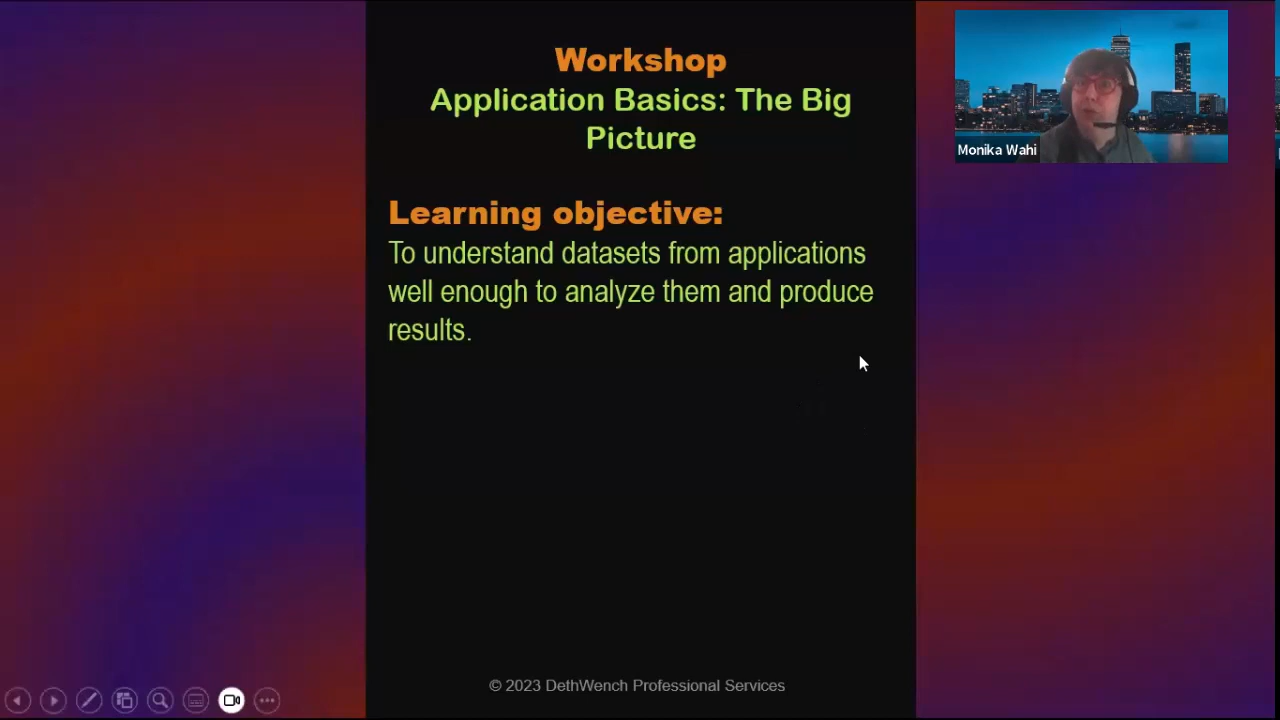 Workshop
Application Basics: The Big
Picture
Monika Wahi
Learning objective:
To understand datasets from applications
well enough to analyze them and produce
results.
© 2023 DethWench Professional Services